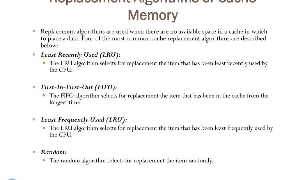 Replacement Algorithms of Cache
Memory
Replacement algorithms are used when there are no available space in a cache in which
to place a data. Four of the most common cache replacement algorithms are described
below:
Least Recently Used (LRU):
The LRU algorithm selects for replacement the item that has been least recently used by
the CPU.
First-In-First-Out (FIFO):
The FIFO algorithm selects for replacement the item that has been in the cache from the
longest time.
Least Frequently Used (LRU):
The LRU algorithm selects for replacement the item that has been least frequently used by
the CPU.
Random:
The random algorithm selects for replacement the item randomly.